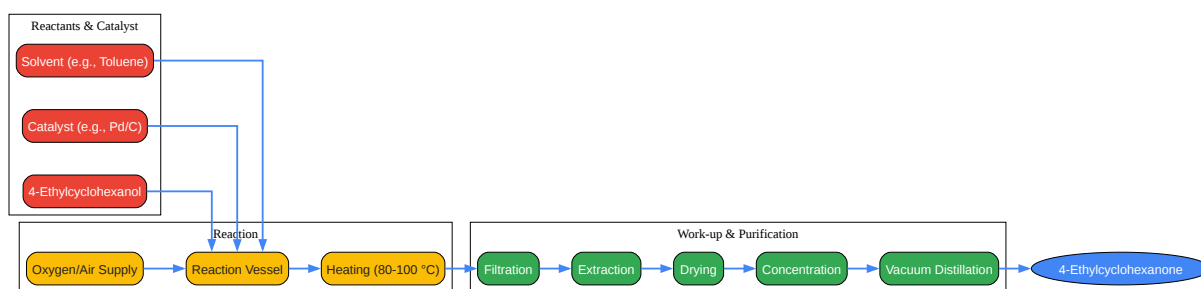 Reactants & Catalyst
Solvent (e.g., Toluene)
Catalyst (e.g., Pd/C)
4-Ethylcyclohexanol
Reaction
Oxygen/Air Supply
Reaction Vessel
Heating (80-100 °C)
Work-up & Purification
Filtration
Extraction
Drying
Concentration
Vacuum Distillation
4-Ethylcyclohexanone